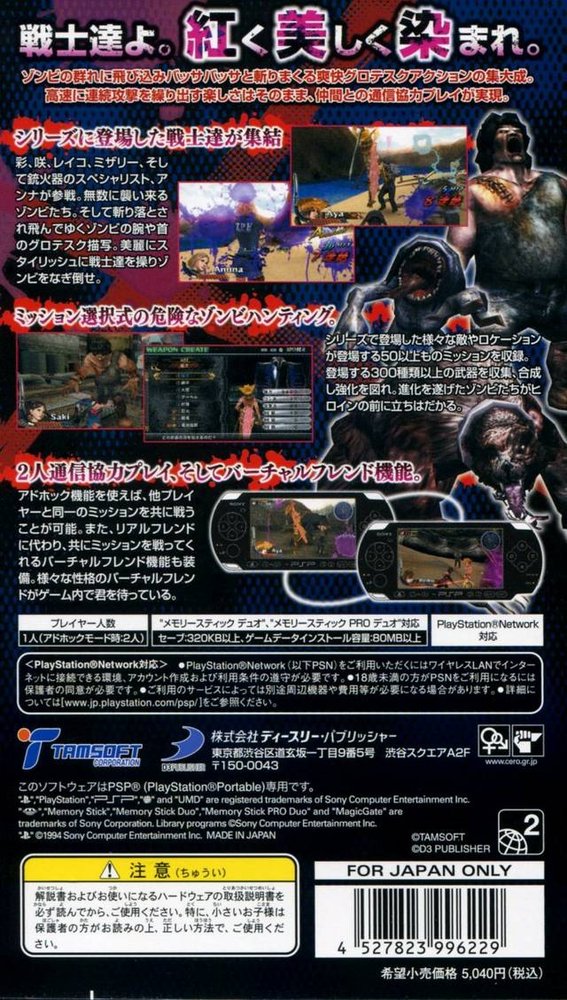 戦士達よ。紅く美しく染まれ。
ゾンビの群れに飛び込みバッサバッサと斬りまくる爽快グロテスクアクションの集大成。
高速に連続攻撃を繰り出す楽しさはそのまま、仲間との通信協力プレイが実現。
シリーズに登場した戦士達が集結
彩、咲、レイコ、ミザリー、そし
て銃火器のスペシャリスト、ア
ンナが参戦。無数に襲い来る
ゾンビたち。そして斬り落とさ
れ飛んでゆくゾンビの腕や首
のグロテスク描写。美麗にス
タイリッシュに戦士達を操りゾ
ンビをなぎ倒せ。
Aya
Anna
ミッション選択式の危険なゾンビハンティング。
Saki
WEAPON CREATE
シリーズで登場した様々な敵やロケーション
が登場する50以上ものミッションを収録。
登場する300種類以上の武器を収集、合成
し強化を図れ。進化を遂げたゾンビたちがヒ
ロインの前に立ちはだかる。
2人通信協力プレイ、そしてバーチャルフレンド機能。
アドホック機能を使えば、他プレイ
ヤーと同一のミッションを共に戦う
ことが可能。また、リアルフレンド
に代わり、共にミッションを戦ってく
れるバーチャルフレンド機能も装
備。様々な性格のバーチャルフレン
ドがゲーム内で君を待っている。
SONY
Aya
PSP
SONY
Reiko
PSP
プレイヤー人数
1人(アドホックモード時:2人)
"メモリースティック デュオ"、"メモリースティック PRO デュオ"対応
セーブ:320KB以上、ゲームデータインストール容量:80MB以上
PlayStation®Network
対応
<PlayStation®Network対応> ●PlayStation®Network (以下PSN)をご利用いただくにはワイヤレスLANでインター
ネットに接続できる環境、アカウント作成および利用条件の遵守が必要です。●18歳未満の方がPSNをご利用になるには
保護者の同意が必要です。●ご利用のサービスによっては別途周辺機器や費用等が必要になる場合があります。●詳細に
ついては[www.jp.playstation.com/psp/]をご参照ください。
TAMSOFT
CORPORATION
D3PUBLISHER
株式会社 ディースリー・パブリッシャー
東京都渋谷区道玄坂一丁目9番5号 渋谷スクエアA2F
〒150-0043
www.cero.gr.jp
このソフトウェアはPSP® (PlayStation®Portable)専用です。
"PlayStation", "PSP", and "UMD" are registered trademarks of Sony Computer Entertainment Inc.
"Memory Stick", "Memory Stick Duo", "Memory Stick PRO Duo" and "MagicGate" are
trademarks of Sony Corporation. Library programs ©Sony Computer Entertainment Inc.
©1994 Sony Computer Entertainment Inc. MADE IN JAPAN
©TAMSOFT
©D3 PUBLISHER
2
注意(ちゅうい)
解説書およびお使いになるハードウェアの取扱説明書を
必ず読んでから、ご使用ください。特に、小さいお子様は
保護者の方がお読みの上、正しい方法で、ご使用くだ
さい。
FOR JAPAN ONLY
4 527823 996229
希望小売価格 5,040円(税込)